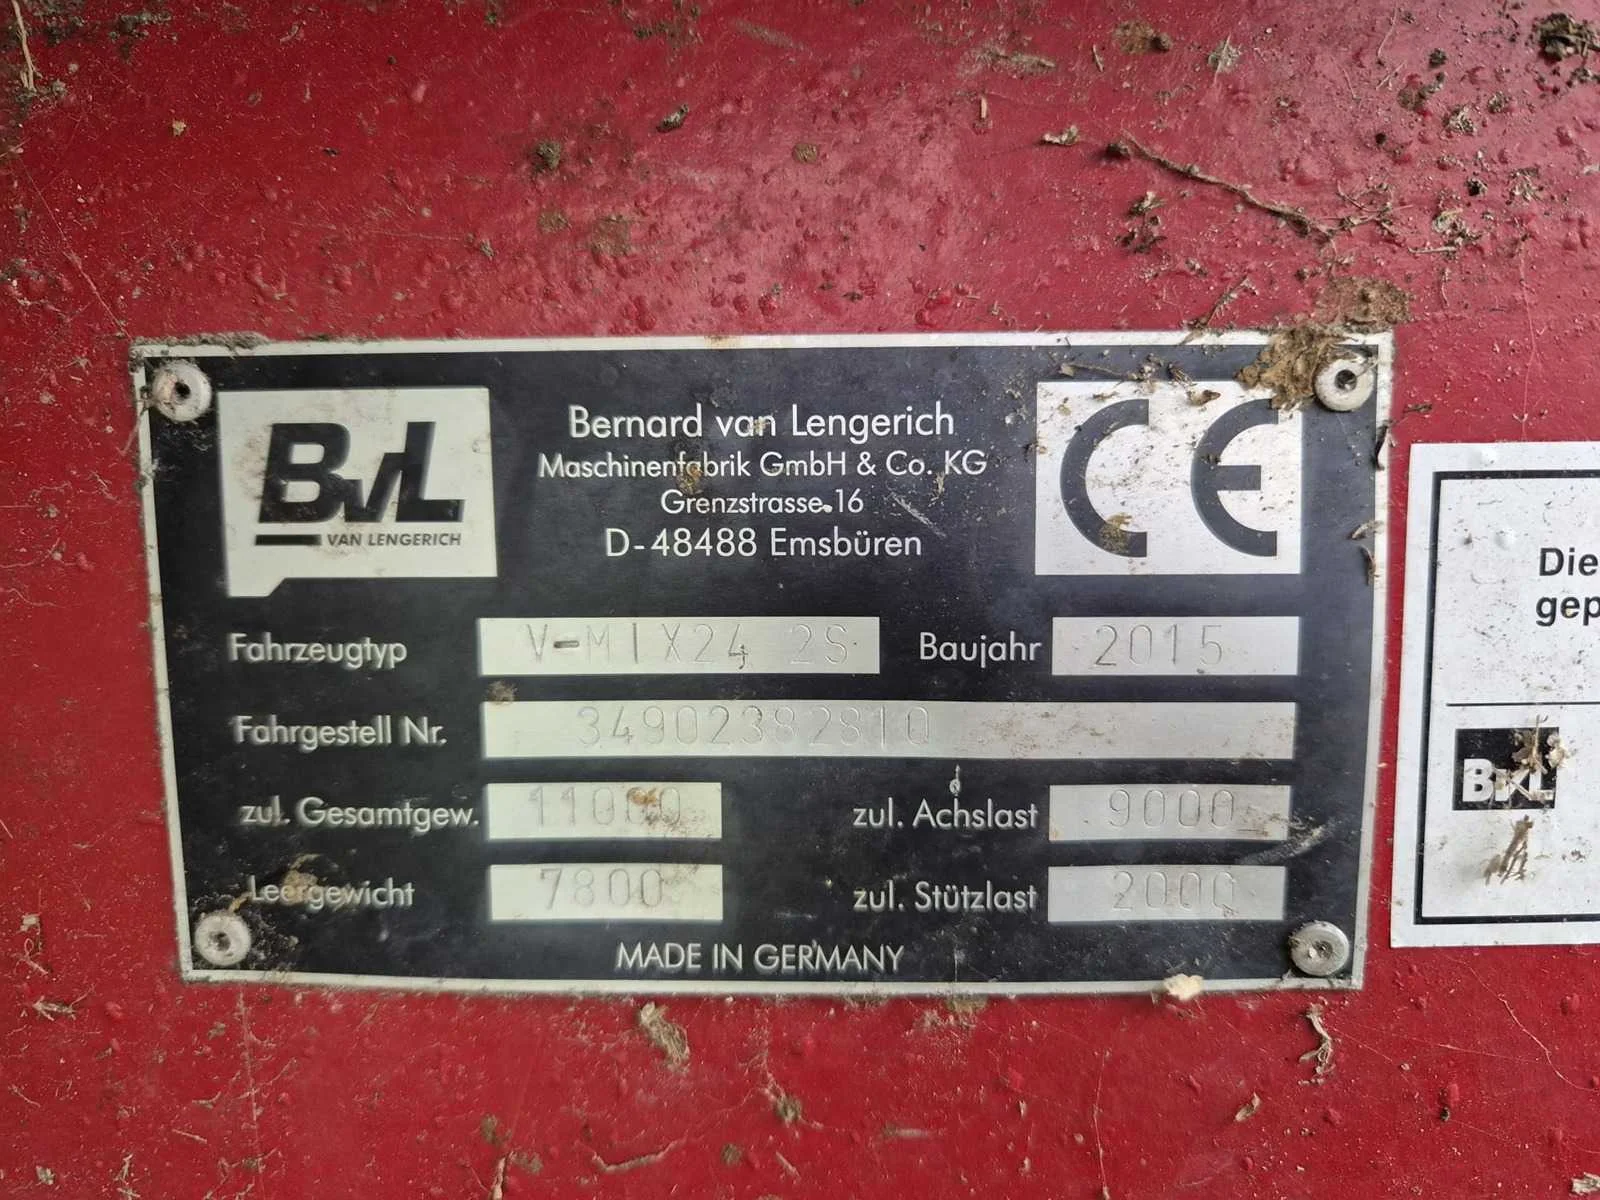 BvL
VAN LENGERICH
Bernard van Lengerich
Maschinenfabrik GmbH & Co. KG
Grenzstrasse 16
D-48488 Emsbüren
CE
Fahrzeugtyp V-MIX24 2S Baujahr 2015
Fahrgestell Nr. 34902382810
zul. Gesamtgew. 11000 zul. Achslast 9000
Leergewicht 7800 zul. Stützlast 2000
MADE IN GERMANY
Die
gep